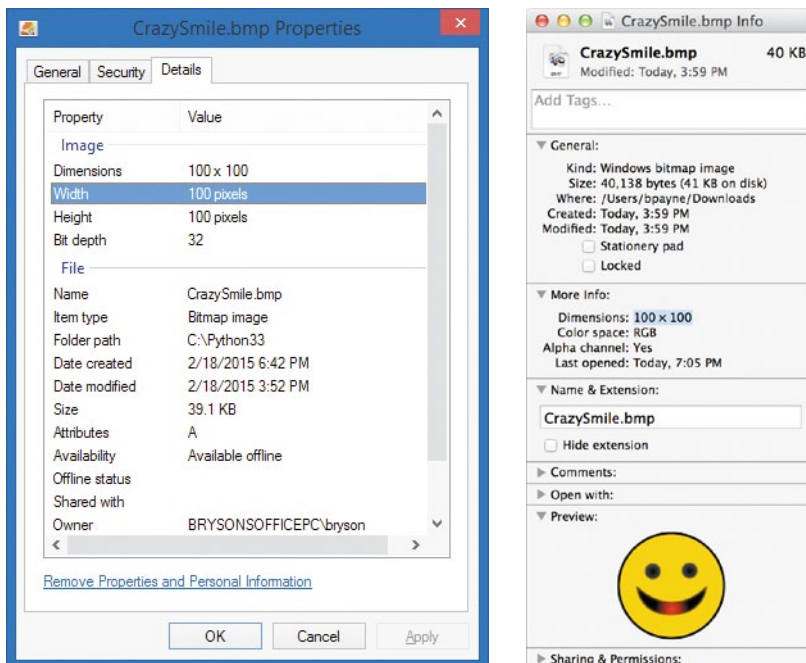 CrazySmile.bmp Properties
General Security Details
Property Value
Image
Dimensions 100 x 100
Width 100 pixels
Height 100 pixels
Bit depth 32
File
Name CrazySmile.bmp
Item type Bitmap image
Folder path C:\Python33
Date created 2/18/2015 6:42 PM
Date modified 2/18/2015 3:52 PM
Size 39.1 KB
Attributes A
Availability Available offline
Offline status
Shared with
Owner BRYSONSOFFICEPC\bryson
Remove Properties and Personal Information
OK Cancel Apply
CrazySmile.bmp Info
CrazySmile.bmp 40 KB
Modified: Today, 3:59 PM
Add Tags...
General:
Kind: Windows bitmap image
Size: 40,138 bytes (41 KB on disk)
Where: /Users/bpayne/Downloads
Created: Today, 3:59 PM
Modified: Today, 3:59 PM
Stationery pad
Locked
More Info:
Dimensions: 100 × 100
Color space: RGB
Alpha channel: Yes
Last opened: Today, 7:05 PM
Name & Extension:
CrazySmile.bmp
Hide extension
Comments:
Open with:
Preview:
Sharing & Permissions: